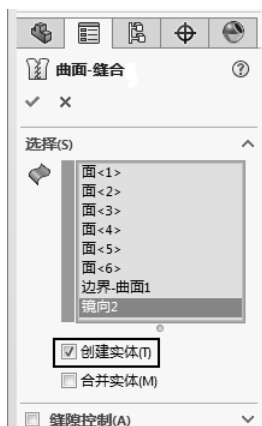 曲面-缝合
选择(S)
面<1>
面<2>
面<3>
面<4>
面<5>
面<6>
边界-曲面1
镜向2
创建实体(T)
合并实体(M)
缝隙控制(A)